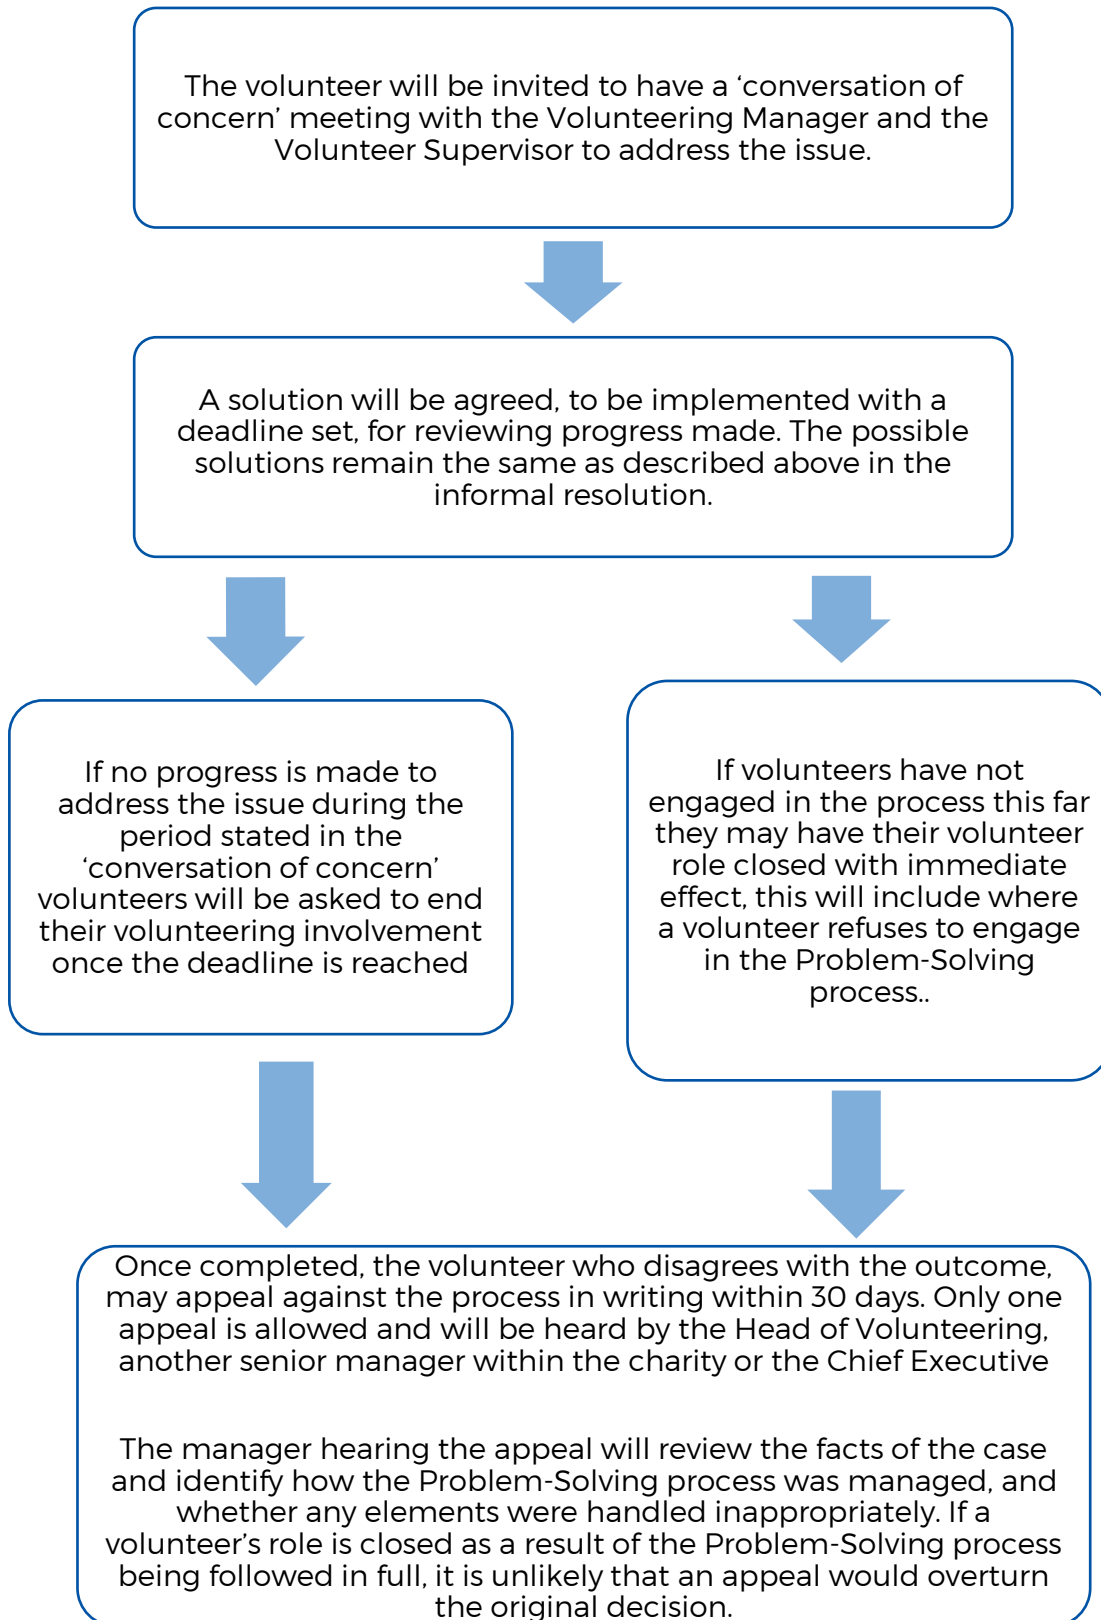 The volunteer will be invited to have a ‘conversation of
concern’ meeting with the Volunteering Manager and the
Volunteer Supervisor to address the issue.
A solution will be agreed, to be implemented with a
deadline set, for reviewing progress made. The possible
solutions remain the same as described above in the
informal resolution.
If no progress is made to
address the issue during the
period stated in the
‘conversation of concern’
volunteers will be asked to end
their volunteering involvement
once the deadline is reached
If volunteers have not
engaged in the process this far
they may have their volunteer
role closed with immediate
effect, this will include where
a volunteer refuses to engage
in the Problem-Solving
process..
Once completed, the volunteer who disagrees with the outcome,
may appeal against the process in writing within 30 days. Only one
appeal is allowed and will be heard by the Head of Volunteering,
another senior manager within the charity or the Chief Executive
The manager hearing the appeal will review the facts of the case
and identify how the Problem-Solving process was managed, and
whether any elements were handled inappropriately. If a
volunteer’s role is closed as a result of the Problem-Solving process
being followed in full, it is unlikely that an appeal would overturn
the original decision.